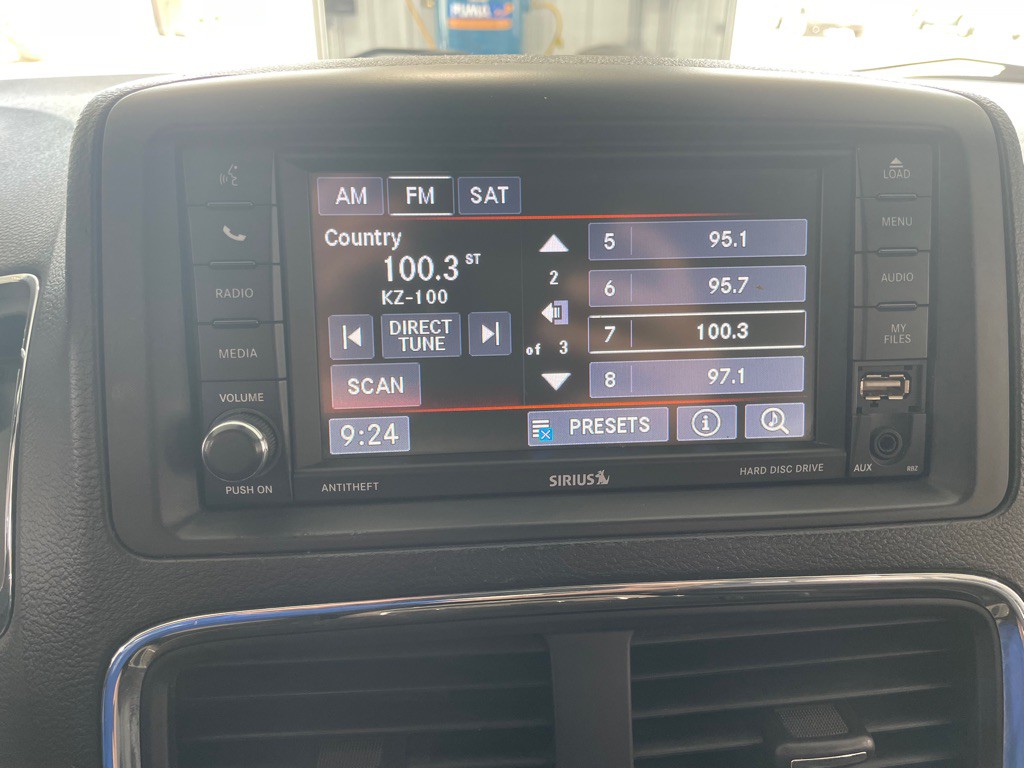 AM FM SAT
Country
100.3 ST
KZ-100
DIRECT
TUNE
SCAN
9:24
2
of 3
5 95.1
6 95.7
7 100.3
8 97.1
PRESETS
i
RADIO
MEDIA
VOLUME
PUSH ON
LOAD
MENU
AUDIO
MY
FILES
AUX
RB2
ANTITHEFT
SIRIUS
HARD DISC DRIVE